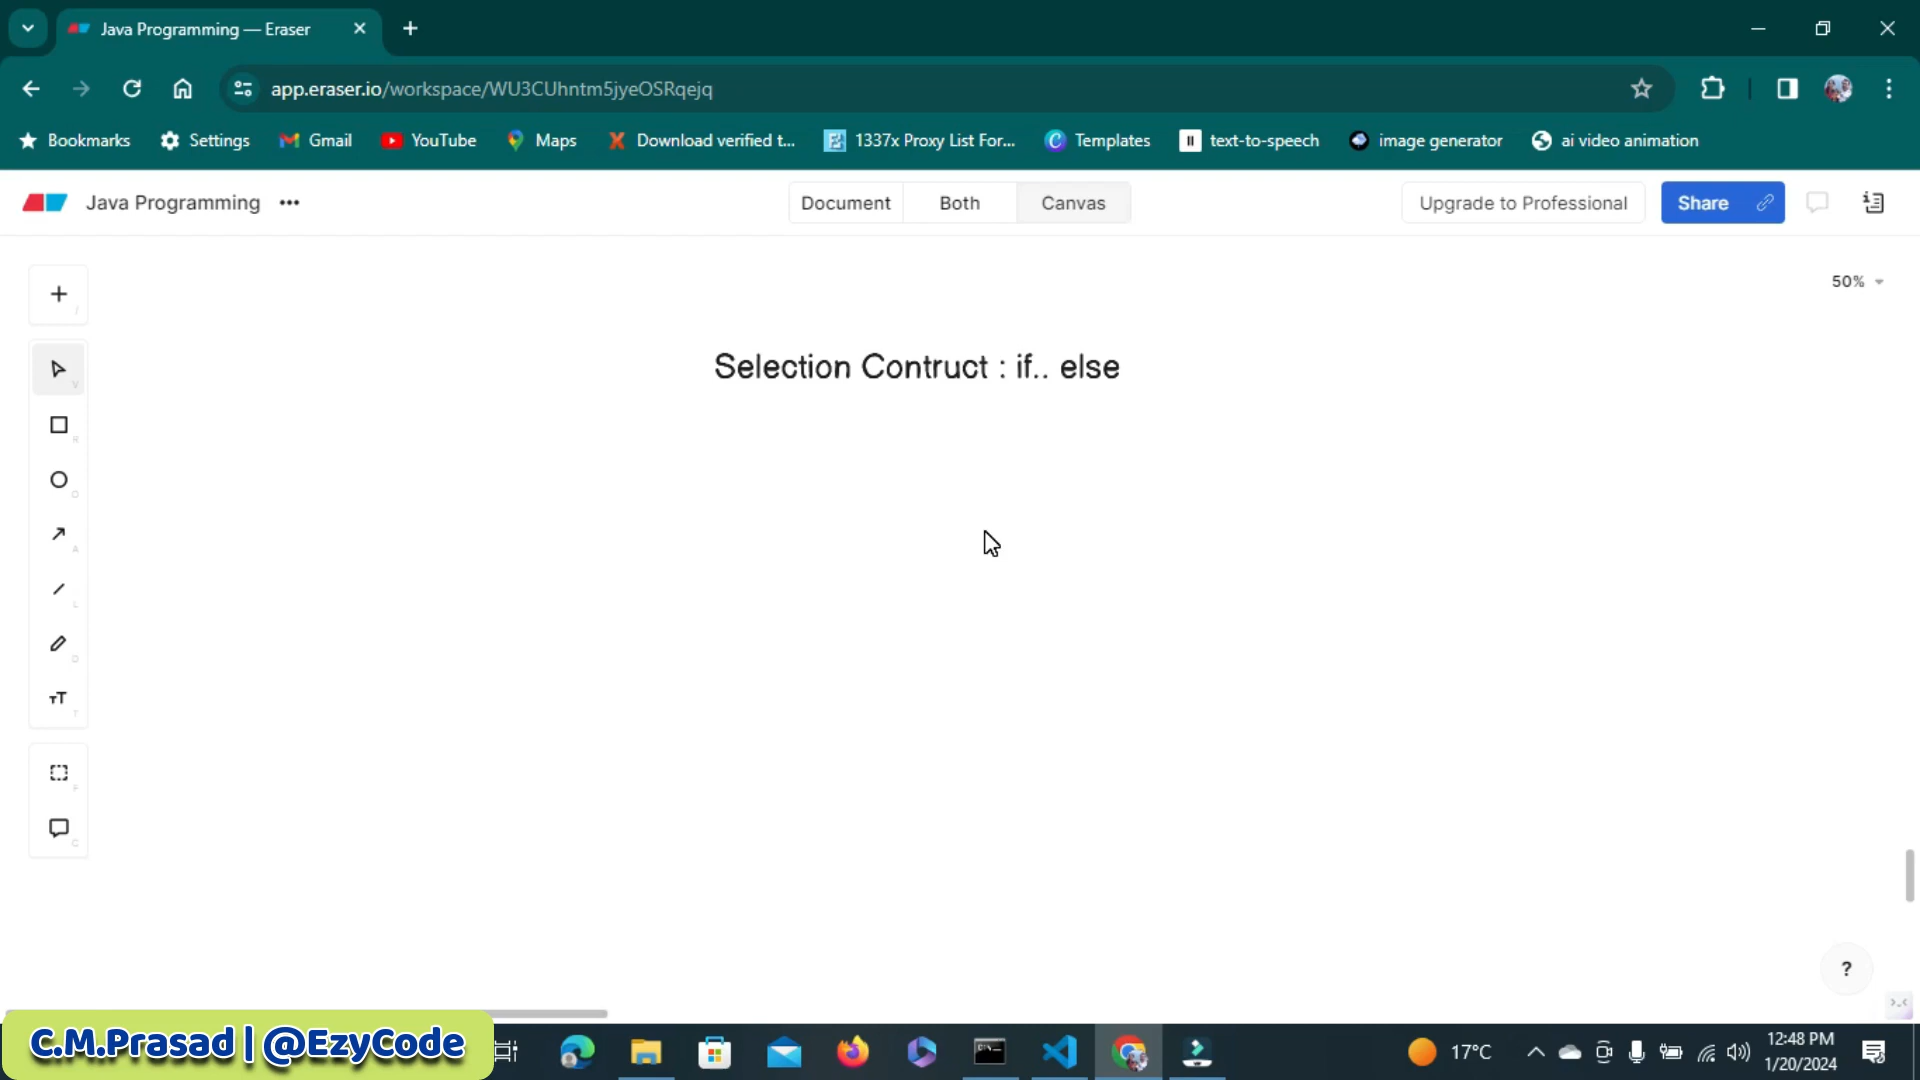 Java Programming — Eraser
app.eraser.io/workspace/WU3CUhntm5jyeOSRqejq
Bookmarks Settings Gmail YouTube Maps Download verified t... 1337x Proxy List For... Templates text-to-speech image generator ai video animation
Java Programming ••• Document Both Canvas Upgrade to Professional Share
50%
Selection Contruct : if.. else
V
R
O
A
L
D
T
F
C
?
C.M.Prasad | @EzyCode
17°C
12:48 PM
1/20/2024